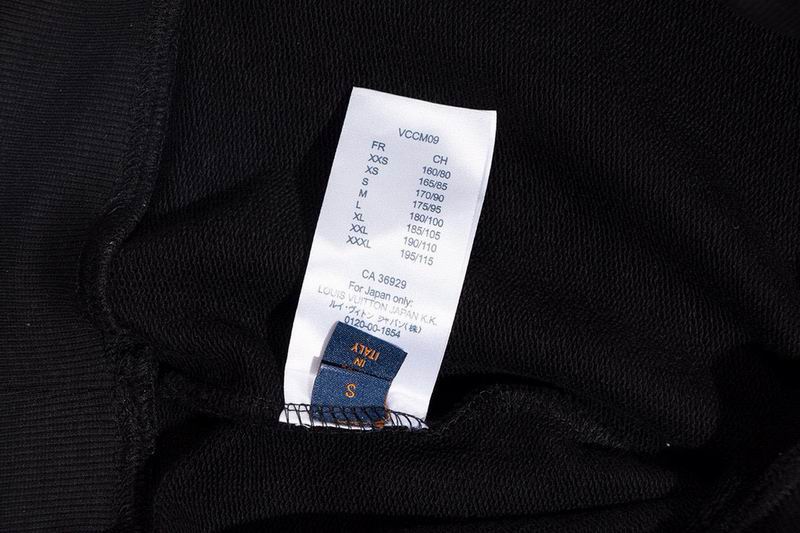 VCCM09
FR CH
XXS 160/80
XS 165/85
S 170/90
M 175/95
L 180/100
XL 185/105
XXL 190/110
XXXL 195/115
CA 36929
For Japan only:
LOUIS VUITTON JAPAN K.K.
ルイ・ヴィトン ジャパン(株)
0120-00-1854
IN
ITALY
S